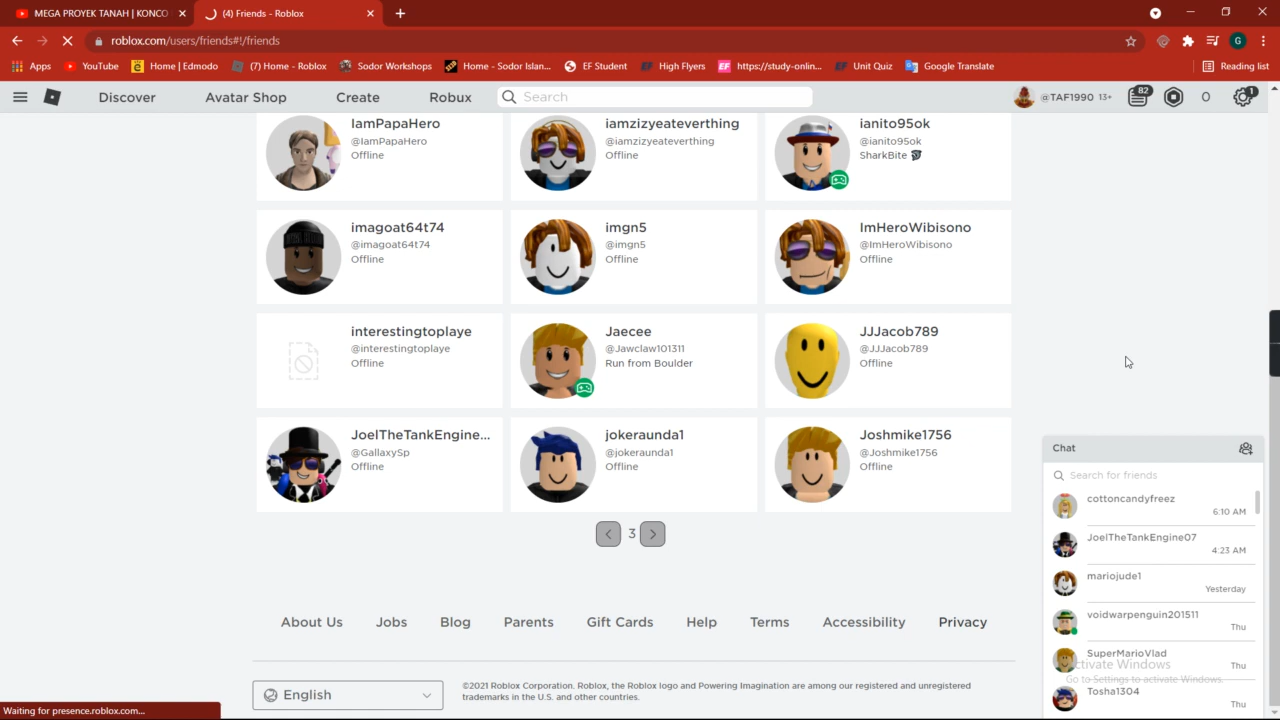 MEGA PROYEK TANAH | KONCO
(4) Friends - Roblox
roblox.com/users/friends#!/friends
G
Apps
YouTube
Home | Edmodo
(7) Home - Roblox
Sodor Workshops
Home - Sodor Islan...
EF Student
High Flyers
https://study-onlin...
Unit Quiz
Google Translate
Reading list
Discover
Avatar Shop
Create
Robux
Search
@TAF1990 13+
82
0
1
IamPapaHero
@IamPapaHero
Offline
iamzizyeateverthing
@iamzizyeateverthing
Offline
ianito95ok
@ianito95ok
SharkBite
imagoat64t74
@imagoat64t74
Offline
imgn5
@imgn5
Offline
ImHeroWibisono
@ImHeroWibisono
Offline
interestingtoplaye
@interestingtoplaye
Offline
Jaecee
@Jawclaw101311
Run from Boulder
JJJacob789
@JJJacob789
Offline
JoelTheTankEngine...
@GallaxySp
Offline
jokeraunda1
@jokeraunda1
Offline
Joshmike1756
@Joshmike1756
Offline
3
Chat
Search for friends
cottoncandyfreez
6:10 AM
JoelTheTankEngine07
4:23 AM
mariojude1
Yesterday
voidwarpenguin201511
Thu
SuperMarioVlad
Thu
Tosha1304
Thu
Activate Windows
Go to Settings to activate Windows.
About Us
Jobs
Blog
Parents
Gift Cards
Help
Terms
Accessibility
Privacy
English
©2021 Roblox Corporation. Roblox, the Roblox logo and Powering Imagination are among our registered and unregistered
trademarks in the U.S. and other countries.
Waiting for presence.roblox.com...